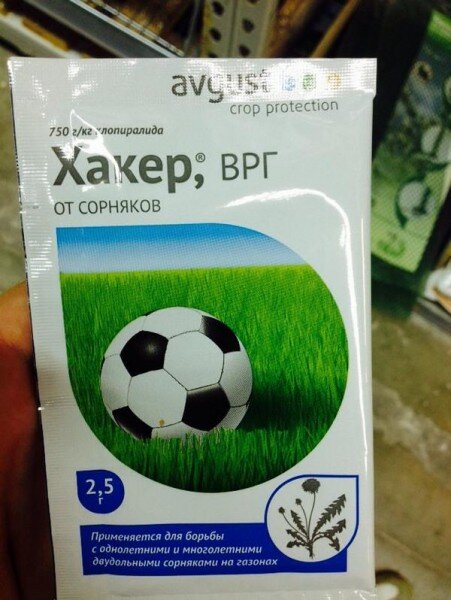 avgust
crop protection
750 г/кг клопиралида
Хакер,® ВРГ
ОТ СОРНЯКОВ
2,5
г
Применяется для борьбы
с однолетними и многолетними
двудольными сорняками на газонах